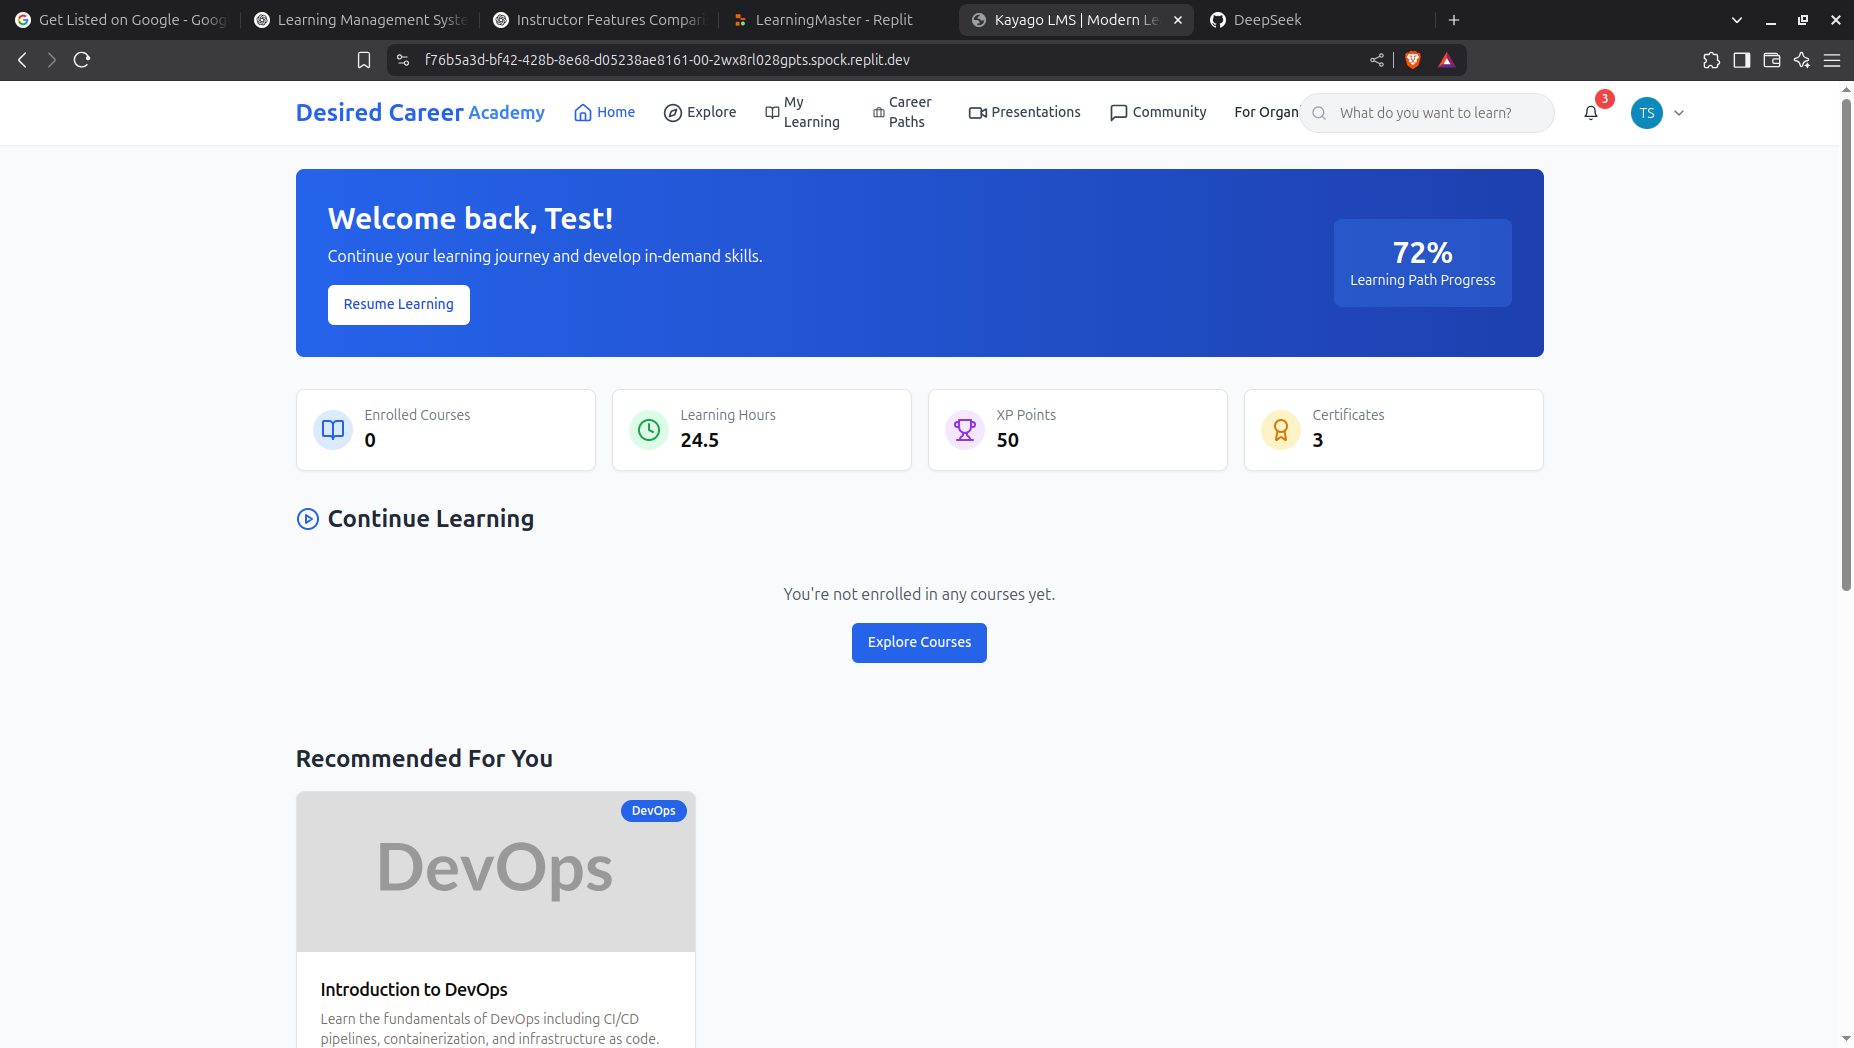 Get Listed on Google - Goog
Learning Management Syste
Instructor Features Compari
LearningMaster - Replit
Kayago LMS | Modern Le
DeepSeek
f76b5a3d-bf42-428b-8e68-d05238ae8161-00-2wx8rl028gpts.spock.replit.dev
Desired Career Academy
Home
Explore
My
Learning
Career
Paths
Presentations
Community
For Organ
What do you want to learn?
3
TS
Welcome back, Test!
Continue your learning journey and develop in-demand skills.
Resume Learning
72%
Learning Path Progress
Enrolled Courses
0
Learning Hours
24.5
XP Points
50
Certificates
3
Continue Learning
You're not enrolled in any courses yet.
Explore Courses
Recommended For You
DevOps
DevOps
Introduction to DevOps
Learn the fundamentals of DevOps including CI/CD
pipelines, containerization, and infrastructure as code.